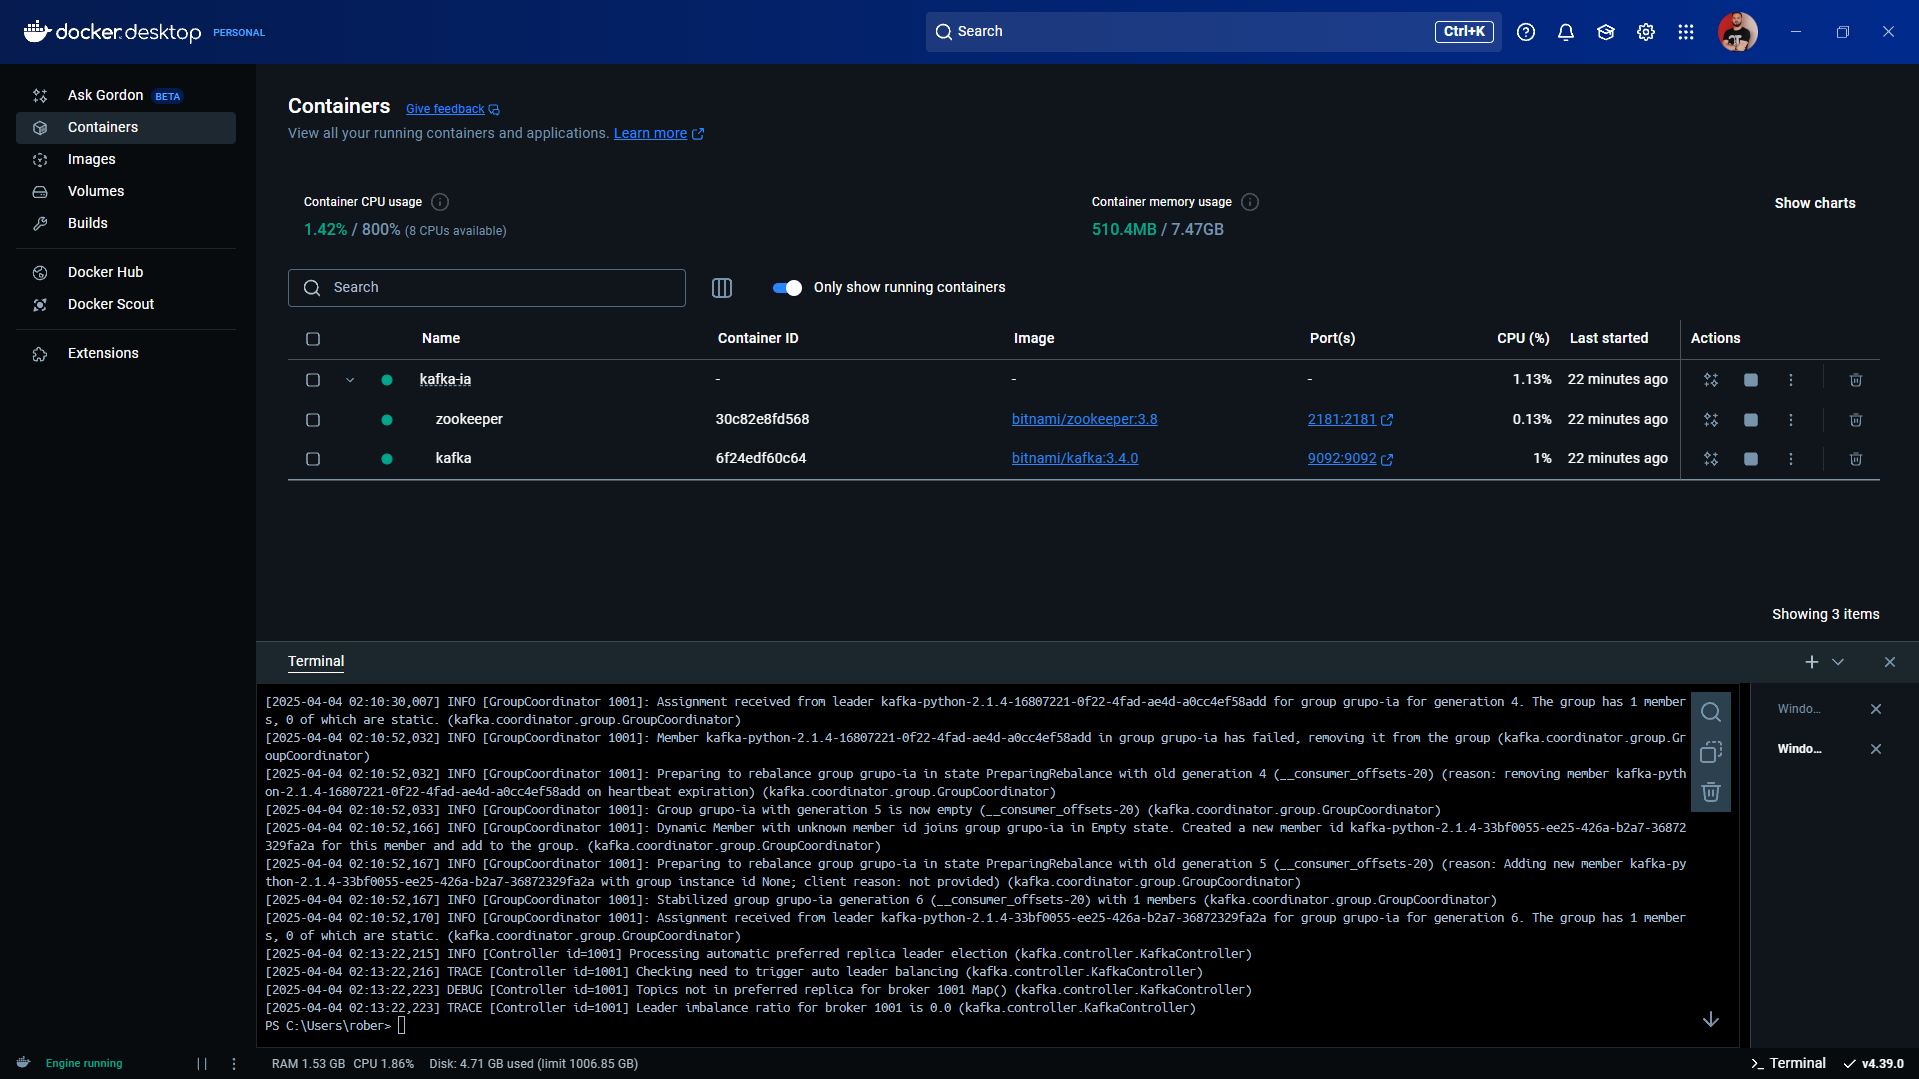 docker.desktop PERSONAL
Search
Ctrl+K
Ask Gordon BETA
Containers
Images
Volumes
Builds
Docker Hub
Docker Scout
Extensions
Containers Give feedback
View all your running containers and applications. Learn more
Container CPU usage
1.42% / 800% (8 CPUs available)
Container memory usage
510.4MB / 7.47GB
Show charts
Search
Only show running containers
Name Container ID Image Port(s) CPU (%) Last started Actions
kafka-ia - - - 1.13% 22 minutes ago
zookeeper 30c82e8fd568 bitnami/zookeeper:3.8 2181:2181 0.13% 22 minutes ago
kafka 6f24edf60c64 bitnami/kafka:3.4.0 9092:9092 1% 22 minutes ago
Showing 3 items
Terminal
[2025-04-04 02:10:30,007] INFO [GroupCoordinator 1001]: Assignment received from leader kafka-python-2.1.4-16807221-0f22-4fad-ae4d-a0cc4ef58add for group grupo-ia for generation 4. The group has 1 member
s, 0 of which are static. (kafka.coordinator.group.GroupCoordinator)
[2025-04-04 02:10:52,032] INFO [GroupCoordinator 1001]: Member kafka-python-2.1.4-16807221-0f22-4fad-ae4d-a0cc4ef58add in group grupo-ia has failed, removing it from the group (kafka.coordinator.group.Gr
oupCoordinator)
[2025-04-04 02:10:52,032] INFO [GroupCoordinator 1001]: Preparing to rebalance group grupo-ia in state PreparingRebalance with old generation 4 (__consumer_offsets-20) (reason: removing member kafka-pyth
on-2.1.4-16807221-0f22-4fad-ae4d-a0cc4ef58add on heartbeat expiration) (kafka.coordinator.group.GroupCoordinator)
[2025-04-04 02:10:52,033] INFO [GroupCoordinator 1001]: Group grupo-ia with generation 5 is now empty (__consumer_offsets-20) (kafka.coordinator.group.GroupCoordinator)
[2025-04-04 02:10:52,166] INFO [GroupCoordinator 1001]: Dynamic Member with unknown member id joins group grupo-ia in Empty state. Created a new member id kafka-python-2.1.4-33bf0055-ee25-426a-b2a7-36872
329fa2a for this member and add to the group. (kafka.coordinator.group.GroupCoordinator)
[2025-04-04 02:10:52,167] INFO [GroupCoordinator 1001]: Preparing to rebalance group grupo-ia in state PreparingRebalance with old generation 5 (__consumer_offsets-20) (reason: Adding new member kafka-py
thon-2.1.4-33bf0055-ee25-426a-b2a7-36872329fa2a with group instance id None; client reason: not provided) (kafka.coordinator.group.GroupCoordinator)
[2025-04-04 02:10:52,167] INFO [GroupCoordinator 1001]: Stabilized group grupo-ia generation 6 (__consumer_offsets-20) with 1 members (kafka.coordinator.group.GroupCoordinator)
[2025-04-04 02:10:52,170] INFO [GroupCoordinator 1001]: Assignment received from leader kafka-python-2.1.4-33bf0055-ee25-426a-b2a7-36872329fa2a for group grupo-ia for generation 6. The group has 1 member
s, 0 of which are static. (kafka.coordinator.group.GroupCoordinator)
[2025-04-04 02:13:22,215] INFO [Controller id=1001] Processing automatic preferred replica leader election (kafka.controller.KafkaController)
[2025-04-04 02:13:22,216] TRACE [Controller id=1001] Checking need to trigger auto leader balancing (kafka.controller.KafkaController)
[2025-04-04 02:13:22,223] DEBUG [Controller id=1001] Topics not in preferred replica for broker 1001 Map() (kafka.controller.KafkaController)
[2025-04-04 02:13:22,223] TRACE [Controller id=1001] Leader imbalance ratio for broker 1001 is 0.0 (kafka.controller.KafkaController)
PS C:\Users\rober>
Windo...
Windo...
Engine running
RAM 1.53 GB CPU 1.86% Disk: 4.71 GB used (limit 1006.85 GB)
>_ Terminal
v4.39.0